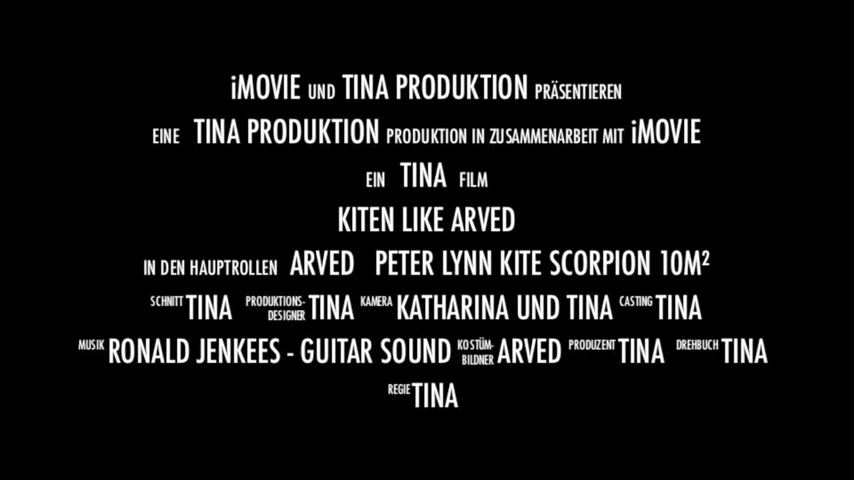 iMOVIE UND TINA PRODUKTION PRÄSENTIEREN
EINE TINA PRODUKTION PRODUKTION IN ZUSAMMENARBEIT MIT iMOVIE
EIN TINA FILM
KITEN LIKE ARVED
IN DEN HAUPTROLLEN ARVED PETER LYNN KITE SCORPION 10M²
SCHNITT TINA PRODUKTIONS-DESIGNER TINA KAMERA KATHARINA UND TINA CASTING TINA
MUSIK RONALD JENKEES - GUITAR SOUND KOSTÜM-BILDNER ARVED PRODUZENT TINA DREHBUCH TINA
REGIE TINA